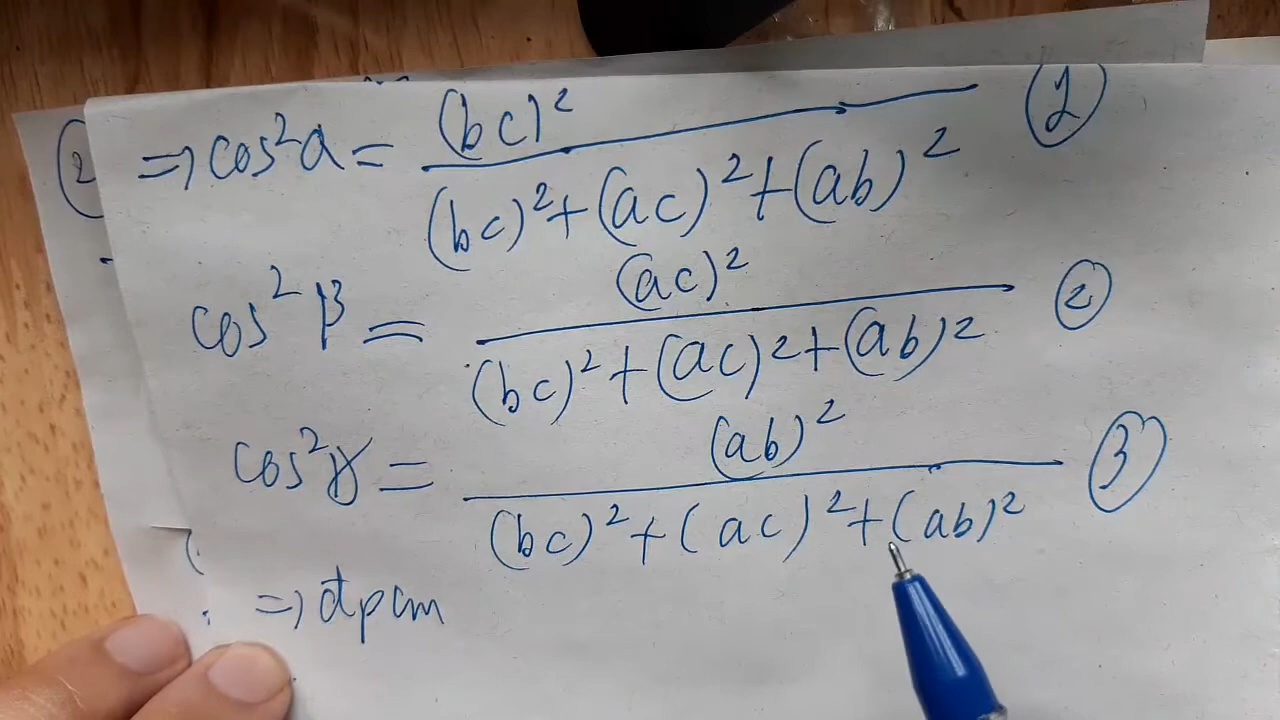 => cos²α = (bc)² / ((bc)² + (ac)² + (ab)²) ①
cos²β = (ac)² / ((bc)² + (ac)² + (ab)²) ②
cos²γ = (ab)² / ((bc)² + (ac)² + (ab)²) ③
=> đpcm